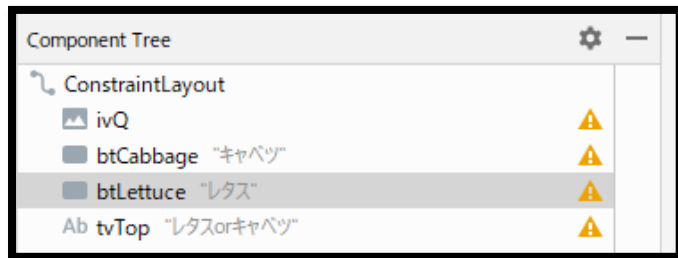 Component Tree
ConstraintLayout
ivQ
btCabbage "キャベツ"
btLettuce "レタス"
Ab tvTop "レタスorキャベツ"